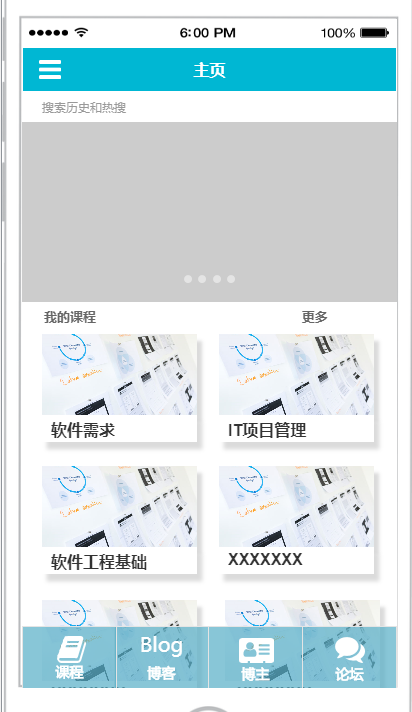 6:00 PM 100%
主页
搜索历史和热搜
我的课程 更多
软件需求 IT项目管理
软件工程基础 XXXXXXX
Blog
课程 博客 博主 论坛